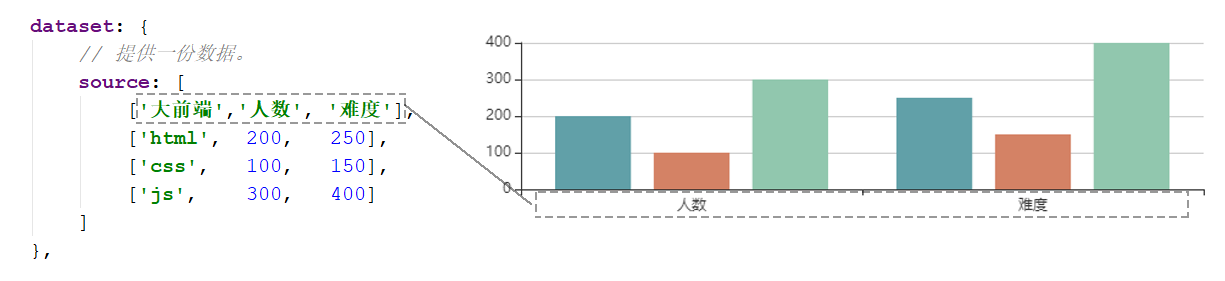 dataset: {
// 提供一份数据。
source: [
['大前端','人数', '难度'],
['html', 200, 250],
['css', 100, 150],
['js', 300, 400]
]
},
400
300
200
100
0
人数 难度